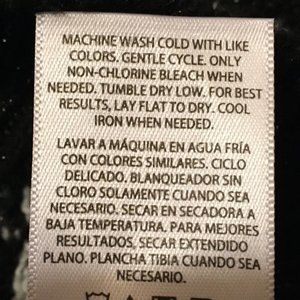 MACHINE WASH COLD WITH LIKE
COLORS. GENTLE CYCLE. ONLY
NON-CHLORINE BLEACH WHEN
NEEDED. TUMBLE DRY LOW. FOR BEST
RESULTS, LAY FLAT TO DRY. COOL
IRON WHEN NEEDED.
LAVAR A MÁQUINA EN AGUA FRÍA
CON COLORES SIMILARES. CICLO
DELICADO. BLANQUEADOR SIN
CLORO SOLAMENTE CUANDO SEA
NECESARIO. SECAR EN SECADORA A
BAJA TEMPERATURA. PARA MEJORES
RESULTADOS, SECAR EXTENDIDO
PLANO. PLANCHA TIBIA CUANDO SEA
NECESARIO.